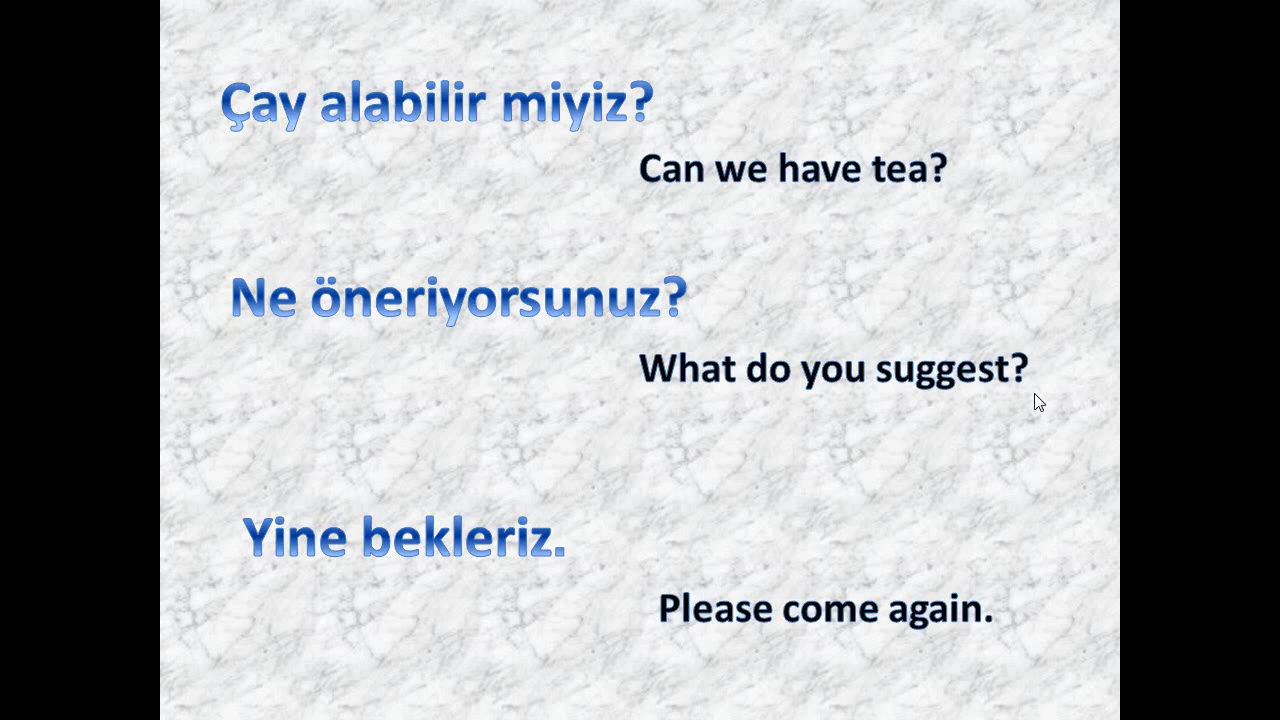 Çay alabilir miyiz?
Can we have tea?
Ne öneriyorsunuz?
What do you suggest?
Yine bekleriz.
Please come again.